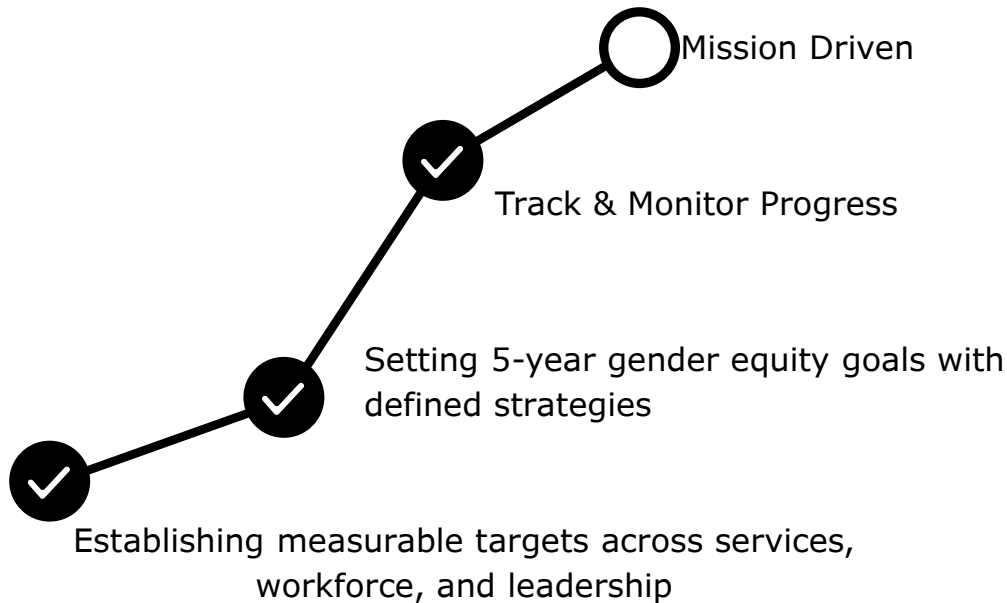 Mission Driven
Track & Monitor Progress
Setting 5-year gender equity goals with
defined strategies
Establishing measurable targets across services,
workforce, and leadership